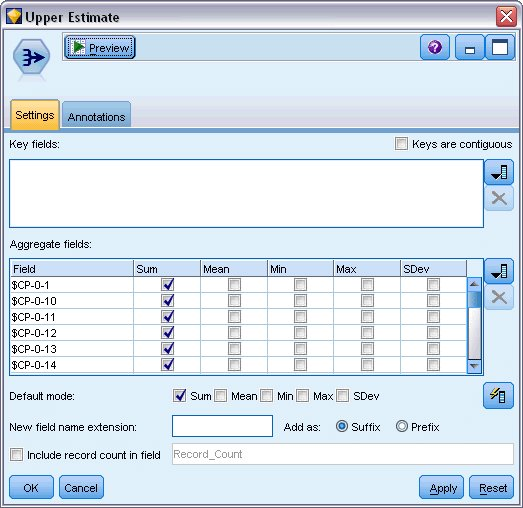 Upper Estimate
Preview
?
Settings Annotations
Key fields: Keys are contiguous
Aggregate fields:
Field Sum Mean Min Max SDev
$CP-0-1
$CP-0-10
$CP-0-11
$CP-0-12
$CP-0-13
$CP-0-14
Default mode: Sum Mean Min Max SDev
New field name extension: Add as: Suffix Prefix
Include record count in field Record_Count
OK Cancel Apply Reset